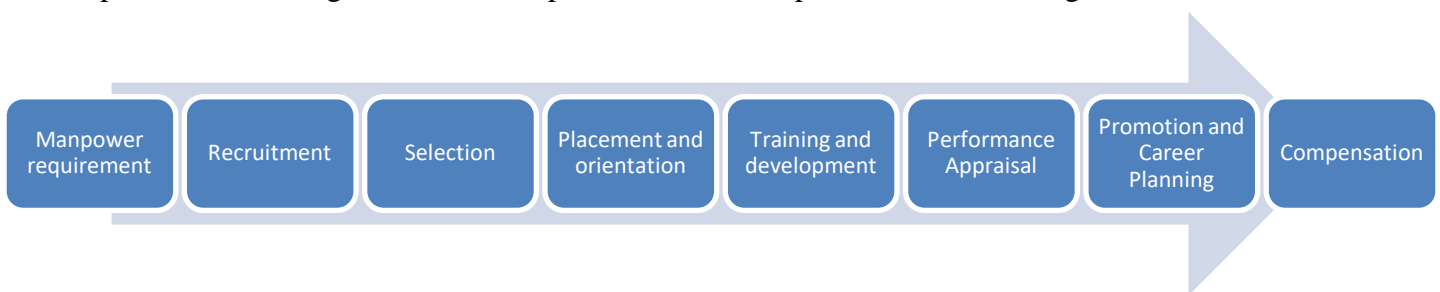 Manpower
requirement
Recruitment
Selection
Placement and
orientation
Training and
development
Performance
Appraisal
Promotion and
Career
Planning
Compensation